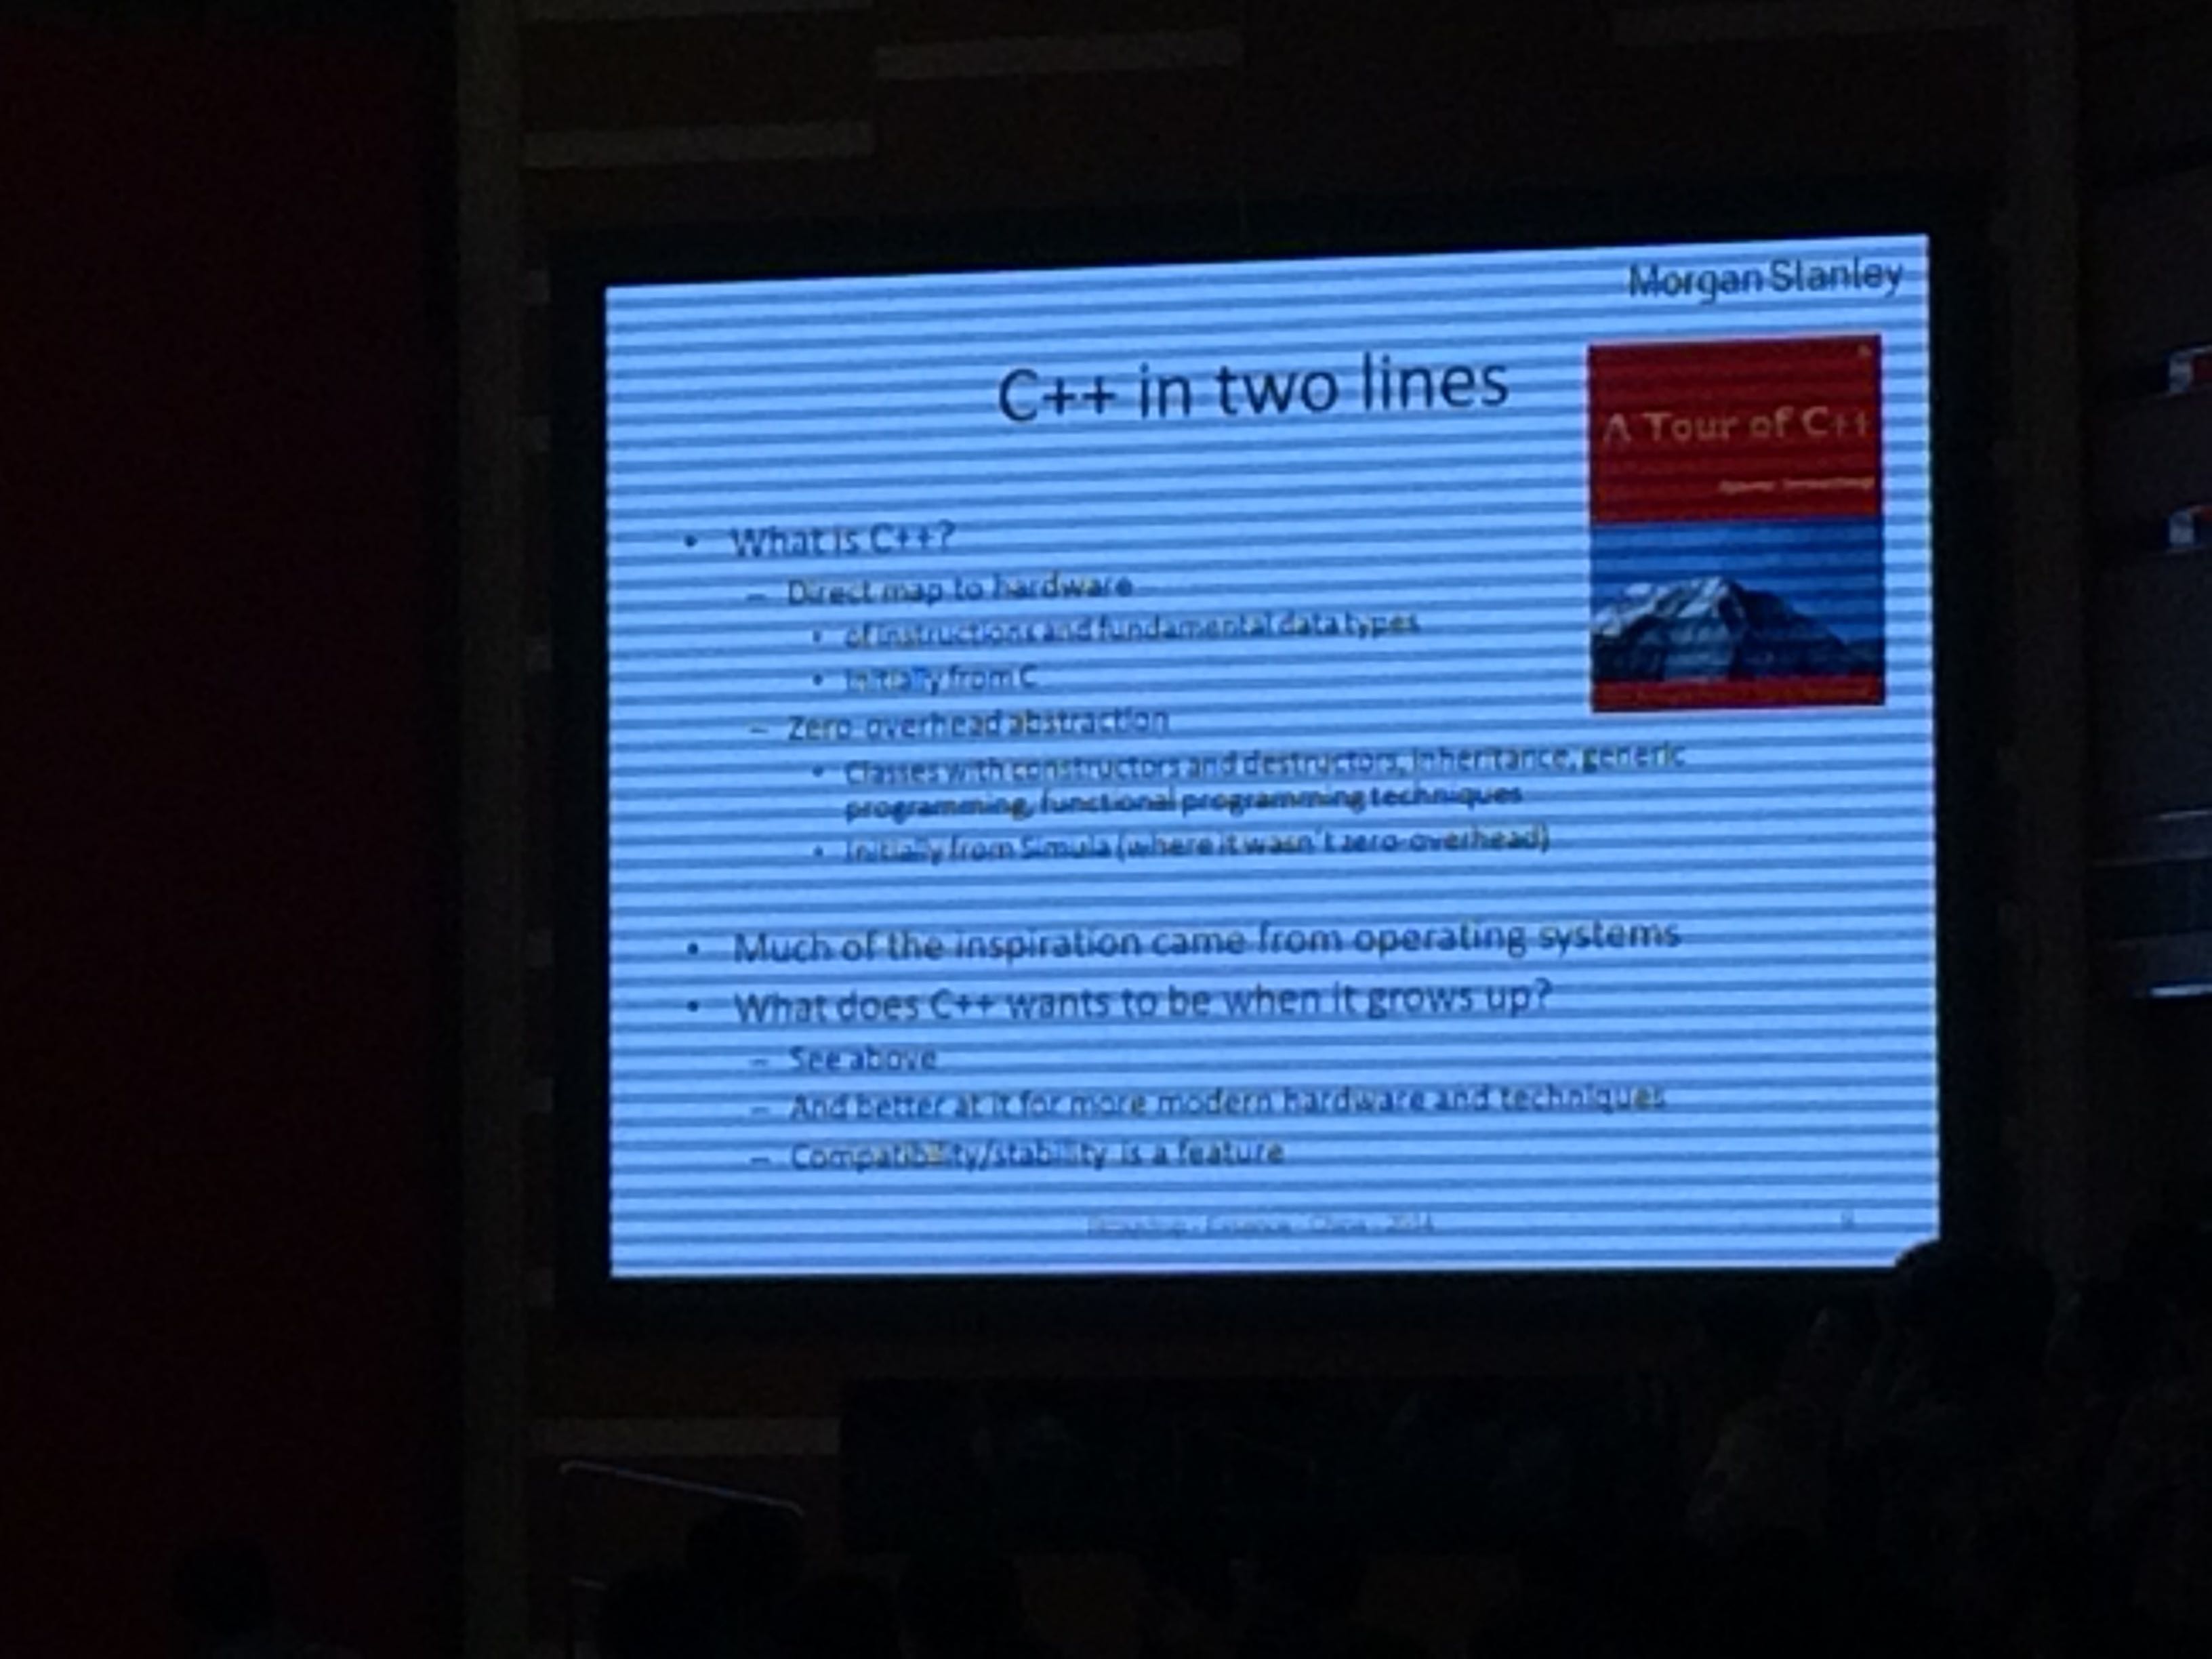 Morgan Stanley
C++ in two lines
A Tour of C++
• What is C++?
– Direct map to hardware
• of instructions and fundamental data types
• Initially from C
– Zero-overhead abstraction
• Classes with constructors and destructors, inheritance, generic
programming, functional programming techniques
• Initially from Simula (where it wasn't zero-overhead)
• Much of the inspiration came from operating systems
• What does C++ wants to be when it grows up?
– See above
– And better at it for more modern hardware and techniques
– Compatibility/stability is a feature
Stroustrup - Essence - China - 2014